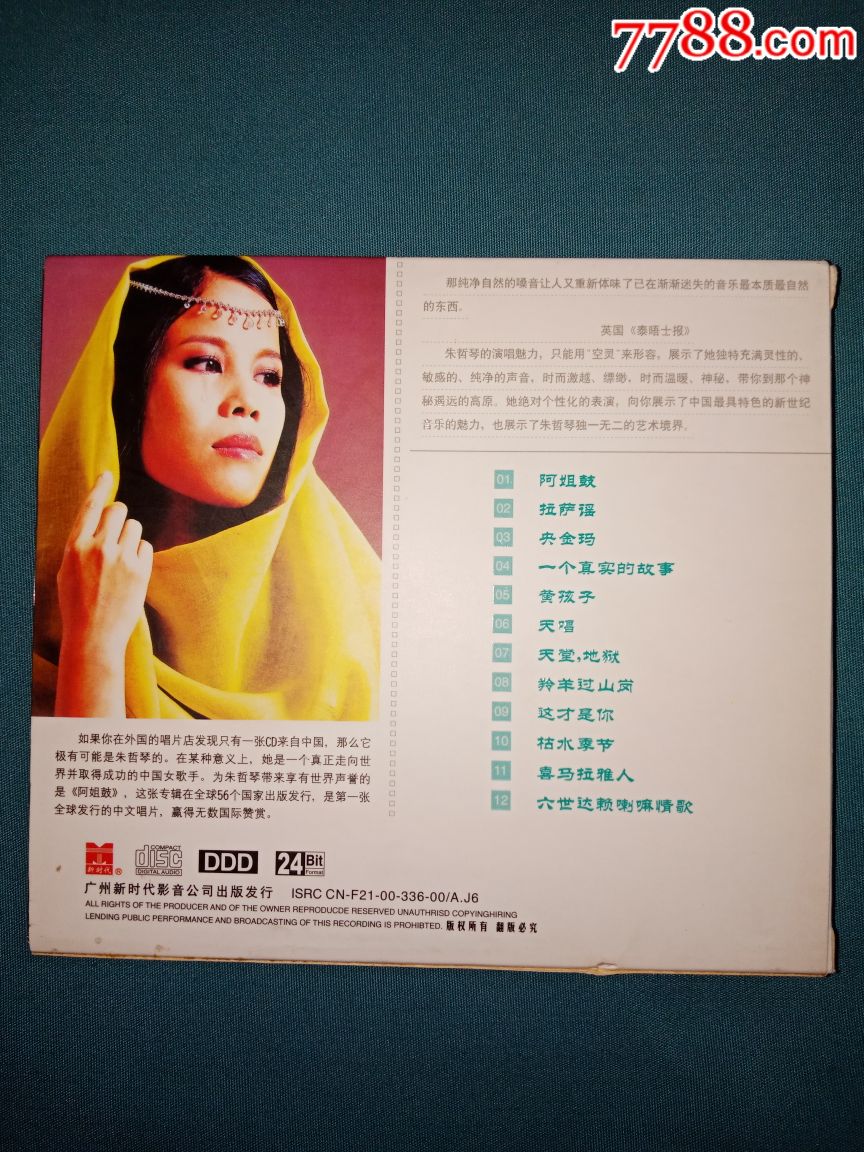 7788.com
那纯净自然的嗓音让人又重新体味了已在渐渐迷失的音乐最本质最自然
的东西。
英国《泰晤士报》
朱哲琴的演唱魅力，只能用“空灵”来形容，展示了她独特充满灵性的、
敏感的、纯净的声音，时而激越、缥缈，时而温暖、神秘，带你到那个神
秘遥远的高原。她绝对个性化的表演，向你展示了中国最具特色的新世纪
音乐的魅力，也展示了朱哲琴独一无二的艺术境界。
01 阿姐鼓
02 拉萨谣
03 央金玛
04 一个真实的故事
05 黄孩子
06 天唱
07 天堂,地狱
08 羚羊过山岗
09 这才是你
10 枯水季节
11 喜马拉雅人
12 六世达赖喇嘛情歌
如果你在外国的唱片店发现只有一张CD来自中国，那么它
极有可能是朱哲琴的。在某种意义上，她是一个真正走向世
界并取得成功的中国女歌手。为朱哲琴带来享有世界声誉的
是《阿姐鼓》，这张专辑在全球56个国家出版发行，是第一张
全球发行的中文唱片，赢得无数国际赞赏。
新时代® COMPACT disc DIGITAL AUDIO DDD 24 Bit Format
广州新时代影音公司出版发行 ISRC CN-F21-00-336-00/A.J6
ALL RIGHTS OF THE PRODUCER AND OF THE OWNER REPRODUCDE RESERVED UNAUTHRISD COPYINGHIRING
LENDING PUBLIC PERFORMANCE AND BROADCASTING OF THIS RECORDING IS PROHIBTED. 版权所有 翻版必究